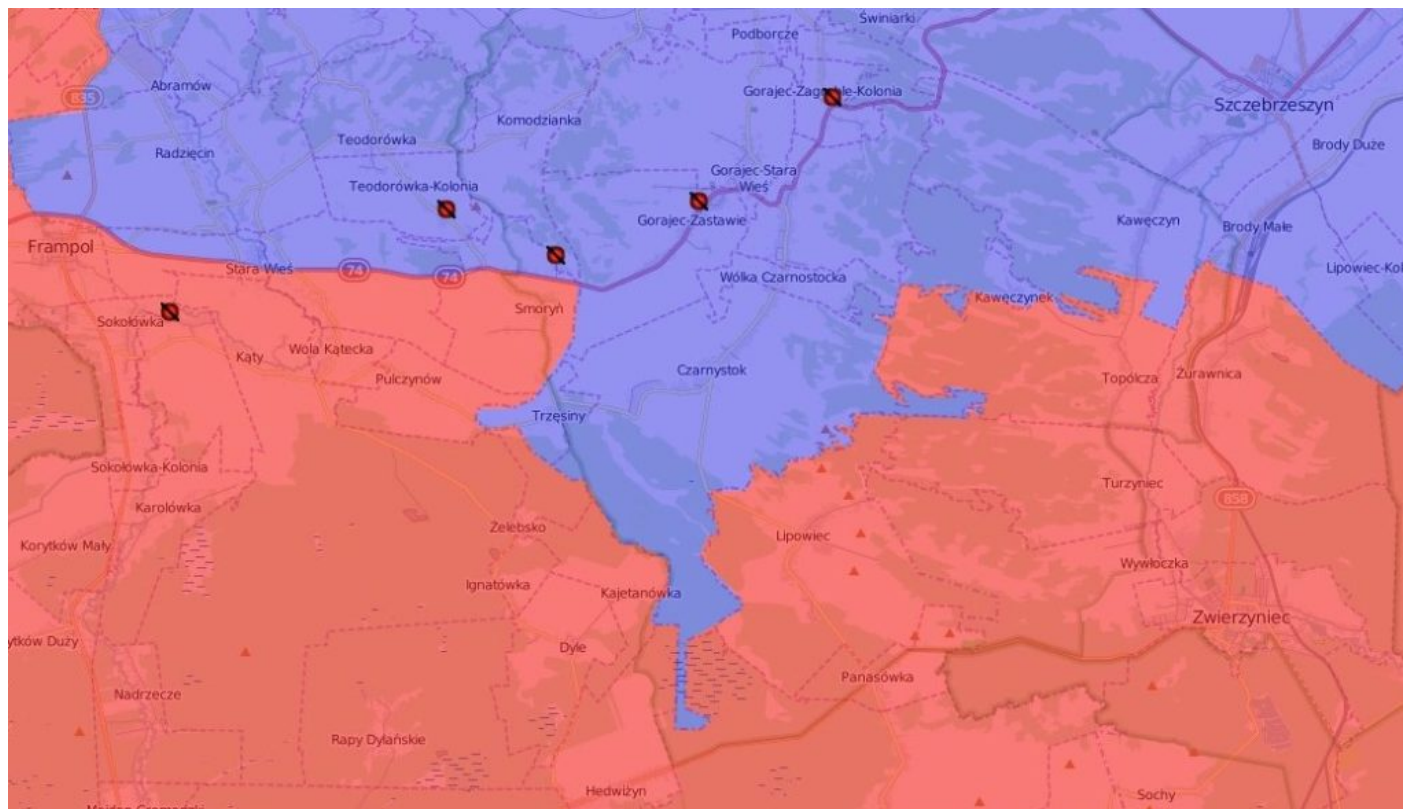 Świniarki
Podborcze
Abramów
835
Gorajec-Zagroble-Kolonia
Szczebrzeszyn
Komodzianka
Teodorówka
Radzięcin
Brody Duże
Gorajec-Stara
Wieś
Teodorówka-Kolonia
Gorajec-Zastawie
Kawęczyn
Brody Małe
Frampol
Stara Wieś
74
74
Wólka Czarnostocka
Lipowiec-Kol
Kawęczynek
Smoryń
Sokołówka
Wola Kątecka
Kąty
Pulczynów
Czarnystok
Topólcza
Żurawnica
Trzęsiny
Sokołówka-Kolonia
Turzyniec
858
Karolówka
Żelebsko
Lipowiec
Korytków Mały
Wywłoczka
Ignatówka
Kajetanówka
Zwierzyniec
ytków Duży
Dyle
Panasówka
Nadrzecze
Rapy Dylańskie
Hedwiżyn
Sochy